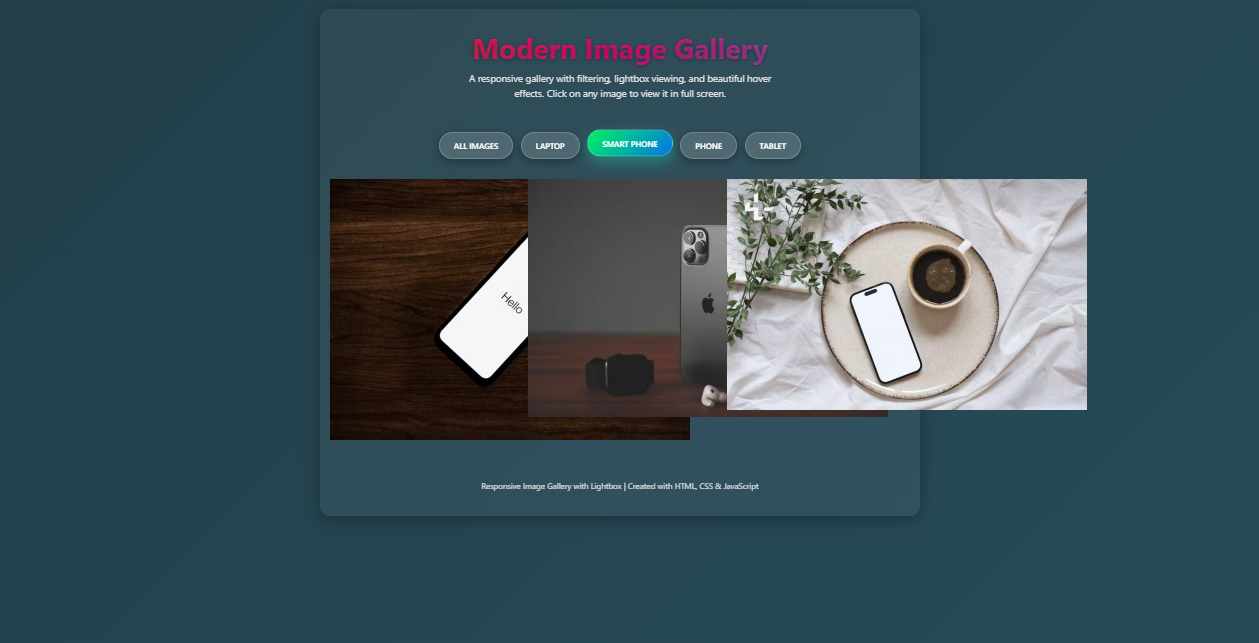 Modern Image Gallery
A responsive gallery with filtering, lightbox viewing, and beautiful hover
effects. Click on any image to view it in full screen.
ALL IMAGES
LAPTOP
SMART PHONE
PHONE
TABLET
Hello
Responsive Image Gallery with Lightbox | Created with HTML, CSS & JavaScript